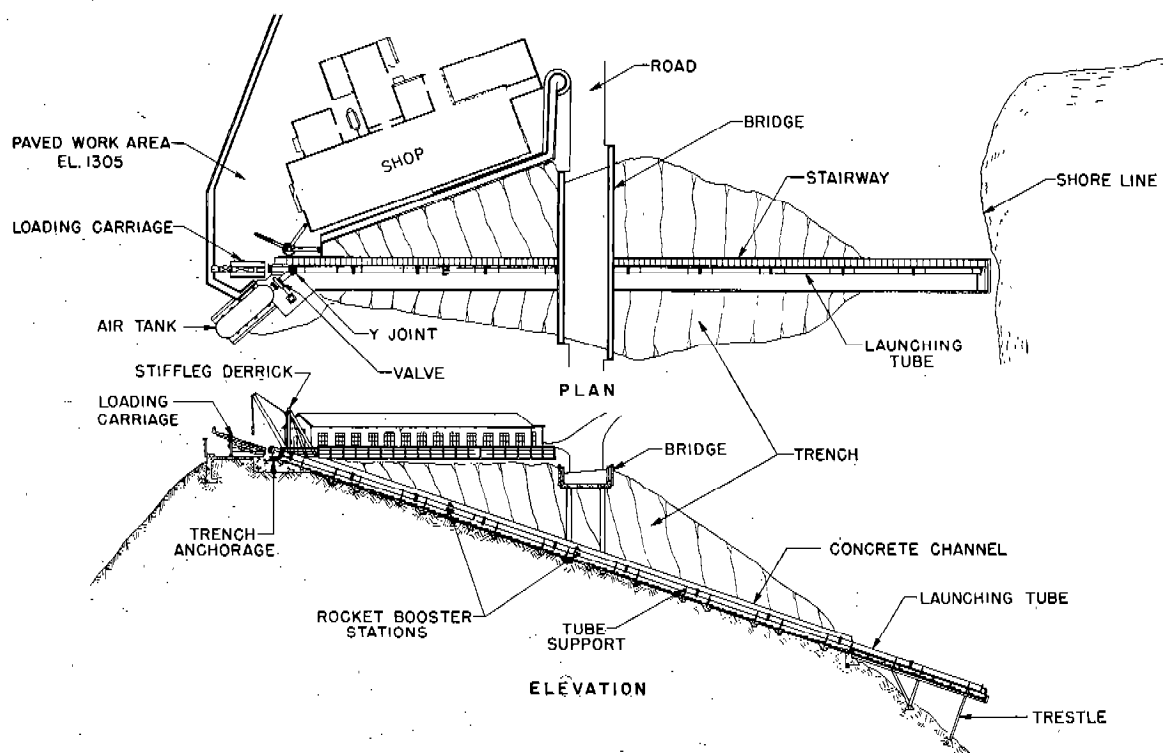 ROAD
BRIDGE
PAVED WORK AREA
EL. 1305
SHOP
STAIRWAY
SHORE LINE
LOADING CARRIAGE
AIR TANK
Y JOINT
VALVE
LAUNCHING
TUBE
PLAN
STIFFLEG DERRICK
LOADING
CARRIAGE
BRIDGE
TRENCH
TRENCH
ANCHORAGE
CONCRETE CHANNEL
ROCKET BOOSTER
STATIONS
TUBE
SUPPORT
LAUNCHING TUBE
ELEVATION
TRESTLE